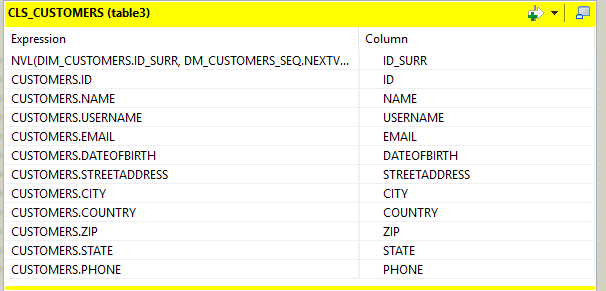 CLS_CUSTOMERS (table3)
Expression Column
NVL(DIM_CUSTOMERS.ID_SURR, DM_CUSTOMERS_SEQ.NEXTV... ID_SURR
CUSTOMERS.ID ID
CUSTOMERS.NAME NAME
CUSTOMERS.USERNAME USERNAME
CUSTOMERS.EMAIL EMAIL
CUSTOMERS.DATEOFBIRTH DATEOFBIRTH
CUSTOMERS.STREETADDRESS STREETADDRESS
CUSTOMERS.CITY CITY
CUSTOMERS.COUNTRY COUNTRY
CUSTOMERS.ZIP ZIP
CUSTOMERS.STATE STATE
CUSTOMERS.PHONE PHONE